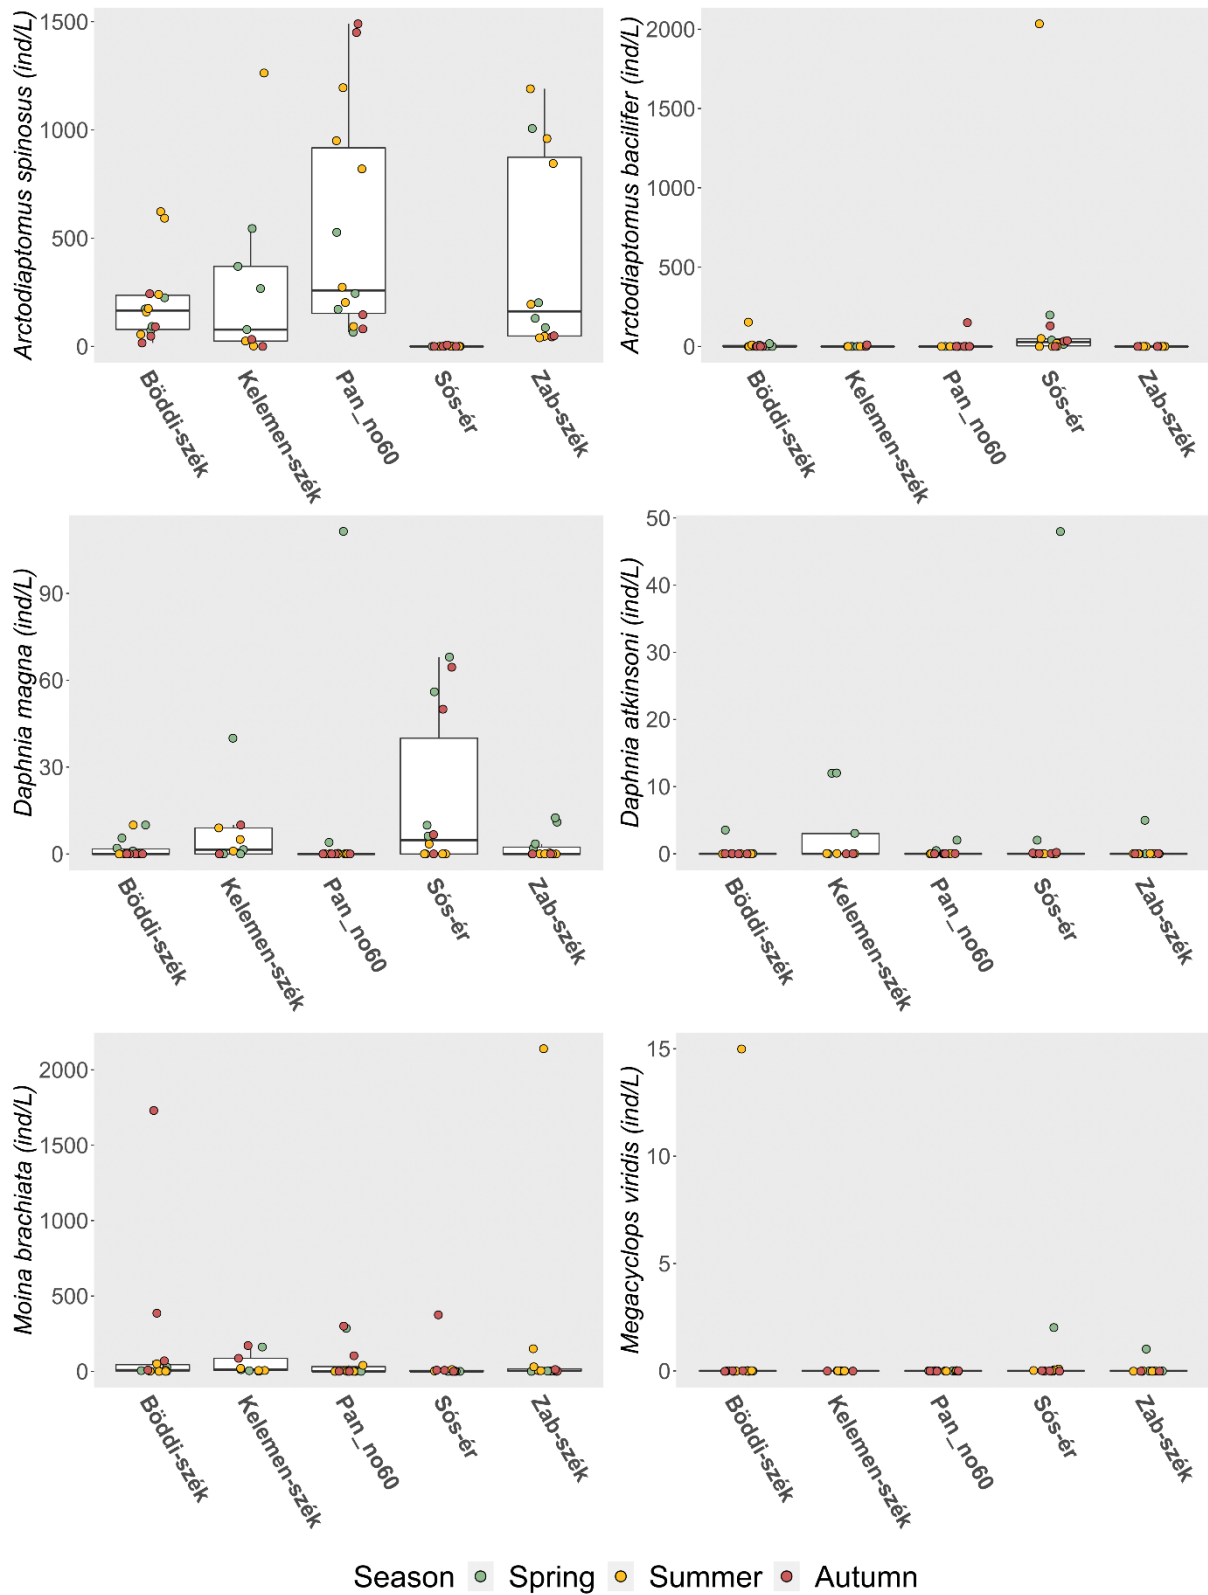 Arctodiaptomus spinosus (ind/L)
1500
1000
500
0
Böddi-szék
Kelemen-szék
Pan_no60
Sós-ér
Zab-szék
Arctodiaptomus bacilifer (ind/L)
2000
1500
1000
500
0
Böddi-szék
Kelemen-szék
Pan_no60
Sós-ér
Zab-szék
Daphnia magna (ind/L)
90
60
30
0
Böddi-szék
Kelemen-szék
Pan_no60
Sós-ér
Zab-szék
Daphnia atkinsoni (ind/L)
50
40
30
20
10
0
Böddi-szék
Kelemen-szék
Pan_no60
Sós-ér
Zab-szék
Moina brachiata (ind/L)
2000
1500
1000
500
0
Böddi-szék
Kelemen-szék
Pan_no60
Sós-ér
Zab-szék
Megacyclops viridis (ind/L)
15
10
5
0
Böddi-szék
Kelemen-szék
Pan_no60
Sós-ér
Zab-szék
Season Spring Summer Autumn